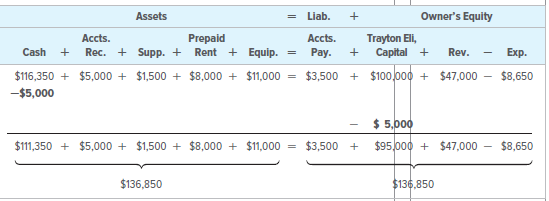 Assets = Liab. + Owner's Equity
Accts. Prepaid Accts. Trayton Eli,
Cash + Rec. + Supp. + Rent + Equip. = Pay. + Capital + Rev. − Exp.
$116,350 + $5,000 + $1,500 + $8,000 + $11,000 = $3,500 + $100,000 + $47,000 − $8,650
−$5,000
− $ 5,000
$111,350 + $5,000 + $1,500 + $8,000 + $11,000 = $3,500 + $95,000 + $47,000 − $8,650
$136,850 $136,850